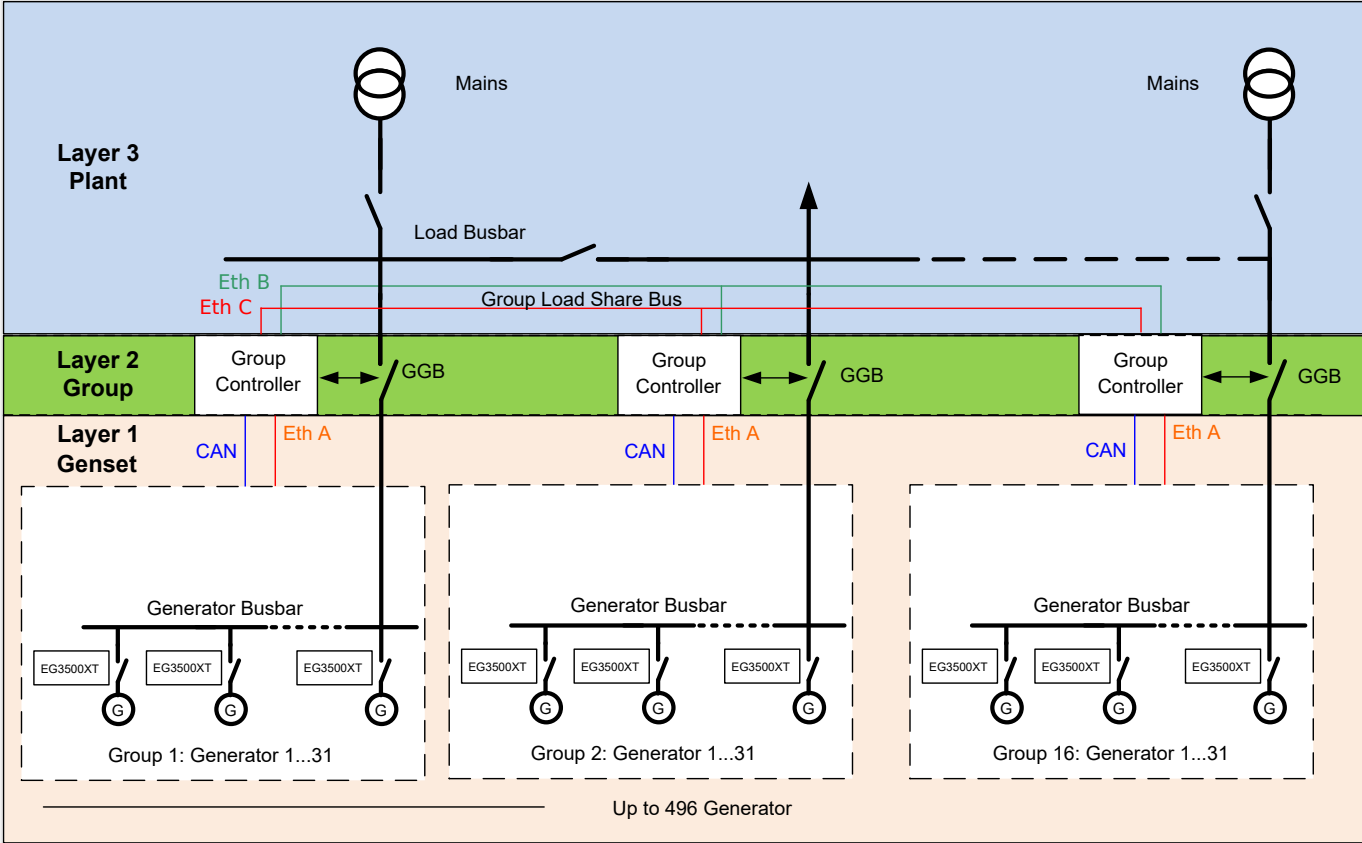 Mains
Mains
Layer 3
Plant
Load Busbar
Eth B
Eth C
Group Load Share Bus
Layer 2
Group
Group
Controller
GGB
Group
Controller
GGB
Group
Controller
GGB
Layer 1
Genset
CAN
Eth A
CAN
Eth A
CAN
Eth A
Generator Busbar
EG3500XT
EG3500XT
EG3500XT
G
G
G
Group 1: Generator 1...31
Generator Busbar
EG3500XT
EG3500XT
EG3500XT
G
G
G
Group 2: Generator 1...31
Generator Busbar
EG3500XT
EG3500XT
EG3500XT
G
G
G
Group 16: Generator 1...31
Up to 496 Generator